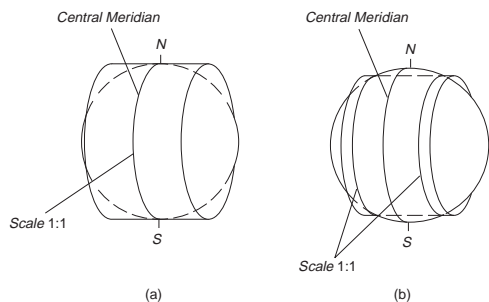 Central Meridian
N
Scale 1:1
S
(a)
Central Meridian
N
S
Scale 1:1
(b)